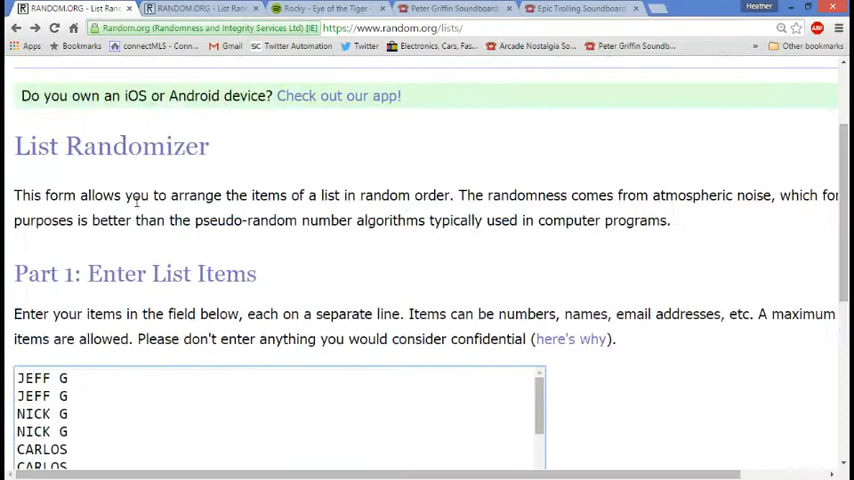 RANDOM.ORG - List Ran
RANDOM.ORG - List Ran
Rocky - Eye of the Tiger -
Peter Griffin Soundboard
Epic Trolling Soundboard
Heather
Random.org (Randomness and Integrity Services Ltd) [IE]
https://www.random.org/lists/
ABP
Apps
Bookmarks
connectMLS - Conn...
Gmail
SC Twitter Automation
Twitter
Electronics, Cars, Fas...
Arcade Nostalgia So...
Peter Griffin Soundb...
»
Other bookmarks
Do you own an iOS or Android device? Check out our app!
List Randomizer
This form allows you to arrange the items of a list in random order. The randomness comes from atmospheric noise, which for
purposes is better than the pseudo-random number algorithms typically used in computer programs.
Part 1: Enter List Items
Enter your items in the field below, each on a separate line. Items can be numbers, names, email addresses, etc. A maximum
items are allowed. Please don't enter anything you would consider confidential (here's why).
JEFF G
JEFF G
NICK G
NICK G
CARLOS
CARLOS